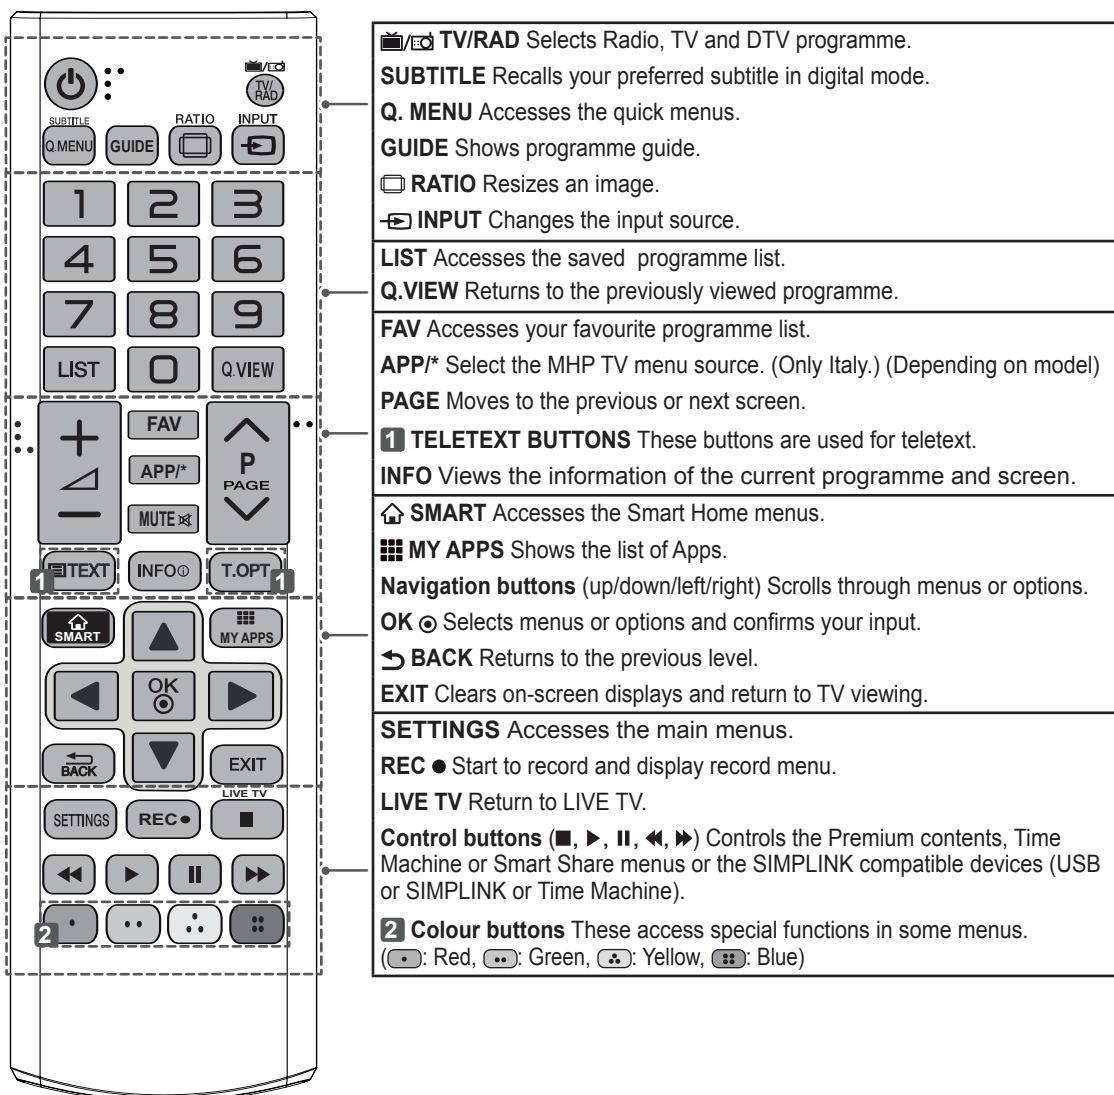 TV/
RAD
SUBTITLE
RATIO
INPUT
Q.MENU
GUIDE
1
2
3
4
5
6
7
8
9
LIST
0
Q.VIEW
FAV
P
PAGE
APP/*
MUTE
TEXT
1
INFO
T.OPT
1
SMART
MY APPS
OK
BACK
EXIT
LIVE TV
SETTINGS
REC●
■
◀◀ ▶ II ▶▶
2
TV/RAD Selects Radio, TV and DTV programme.
SUBTITLE Recalls your preferred subtitle in digital mode.
Q. MENU Accesses the quick menus.
GUIDE Shows programme guide.
RATIO Resizes an image.
INPUT Changes the input source.
LIST Accesses the saved  programme list.
Q.VIEW Returns to the previously viewed programme.
FAV Accesses your favourite programme list.
APP/* Select the MHP TV menu source. (Only Italy.) (Depending on model)
PAGE Moves to the previous or next screen.
1 TELETEXT BUTTONS These buttons are used for teletext.
INFO Views the information of the current programme and screen.
SMART Accesses the Smart Home menus.
MY APPS Shows the list of Apps.
Navigation buttons (up/down/left/right) Scrolls through menus or options.
OK ⦿ Selects menus or options and confirms your input.
BACK Returns to the previous level.
EXIT Clears on-screen displays and return to TV viewing.
SETTINGS Accesses the main menus.
REC ● Start to record and display record menu.
LIVE TV Return to LIVE TV.
Control buttons (■, ▶, II, ◀◀, ▶▶) Controls the Premium contents, Time
Machine or Smart Share menus or the SIMPLINK compatible devices (USB
or SIMPLINK or Time Machine).
2 Colour buttons These access special functions in some menus.
(: Red, : Green, : Yellow, : Blue)